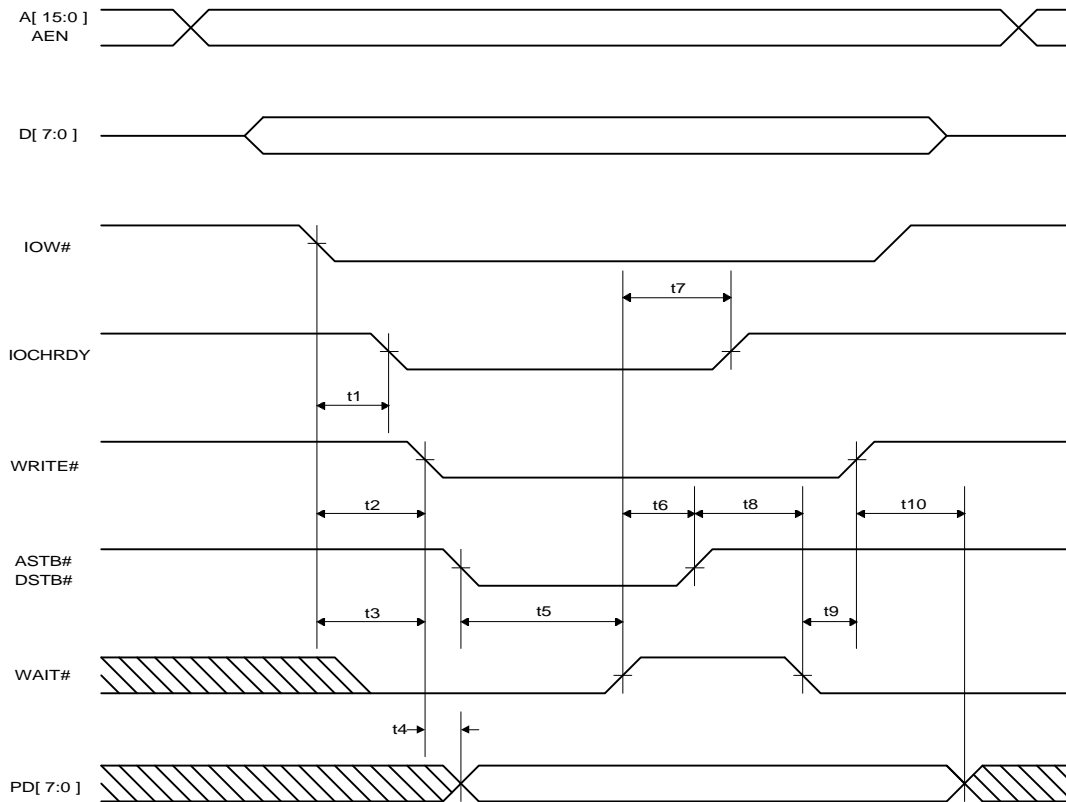 A[ 15:0 ]
AEN
D[ 7:0 ]
IOW#
t7
IOCHRDY
t1
WRITE#
t2
t6
t8
t10
ASTB#
DSTB#
t3
t5
t9
WAIT#
t4
PD[ 7:0 ]